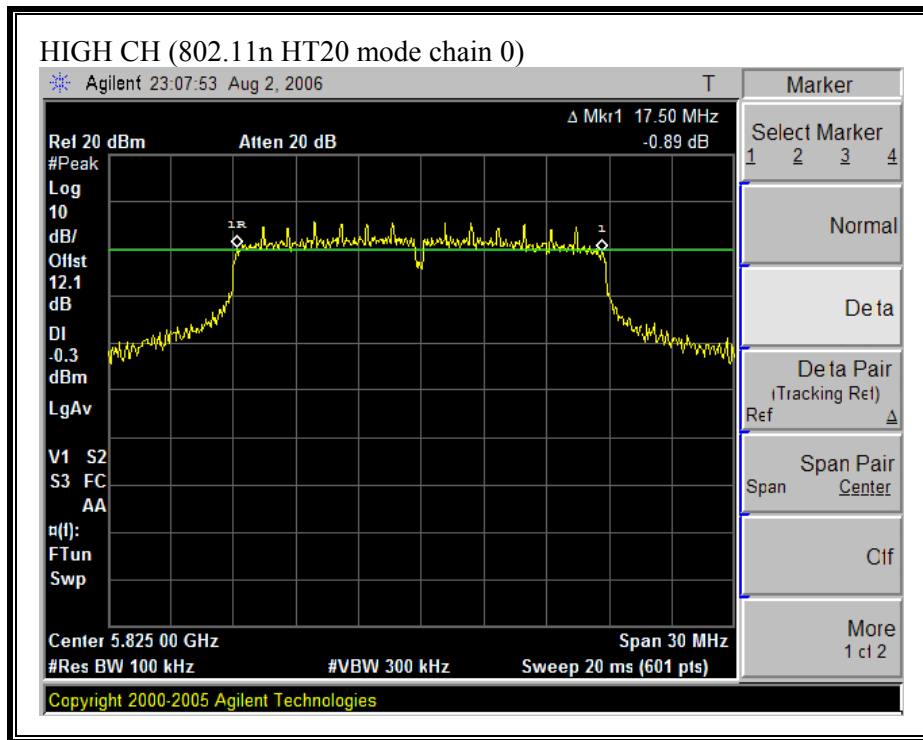 HIGH CH (802.11n HT20 mode chain 0)
Agilent 23:07:53 Aug 2, 2006 T
Δ Mkr1 17.50 MHz
Ref 20 dBm Atten 20 dB -0.89 dB
#Peak
Log
10
dB/
Offst
12.1
dB
DI
-0.3
dBm
LgAv
V1 S2
S3 FC
AA
¤(f):
FTun
Swp
1R
1
Center 5.825 00 GHz Span 30 MHz
#Res BW 100 kHz #VBW 300 kHz Sweep 20 ms (601 pts)
Copyright 2000-2005 Agilent Technologies
Marker
Select Marker
1 2 3 4
Normal
Delta
Delta Pair
(Tracking Ref)
Ref Δ
Span Pair
Span Center
Off
More
1 of 2